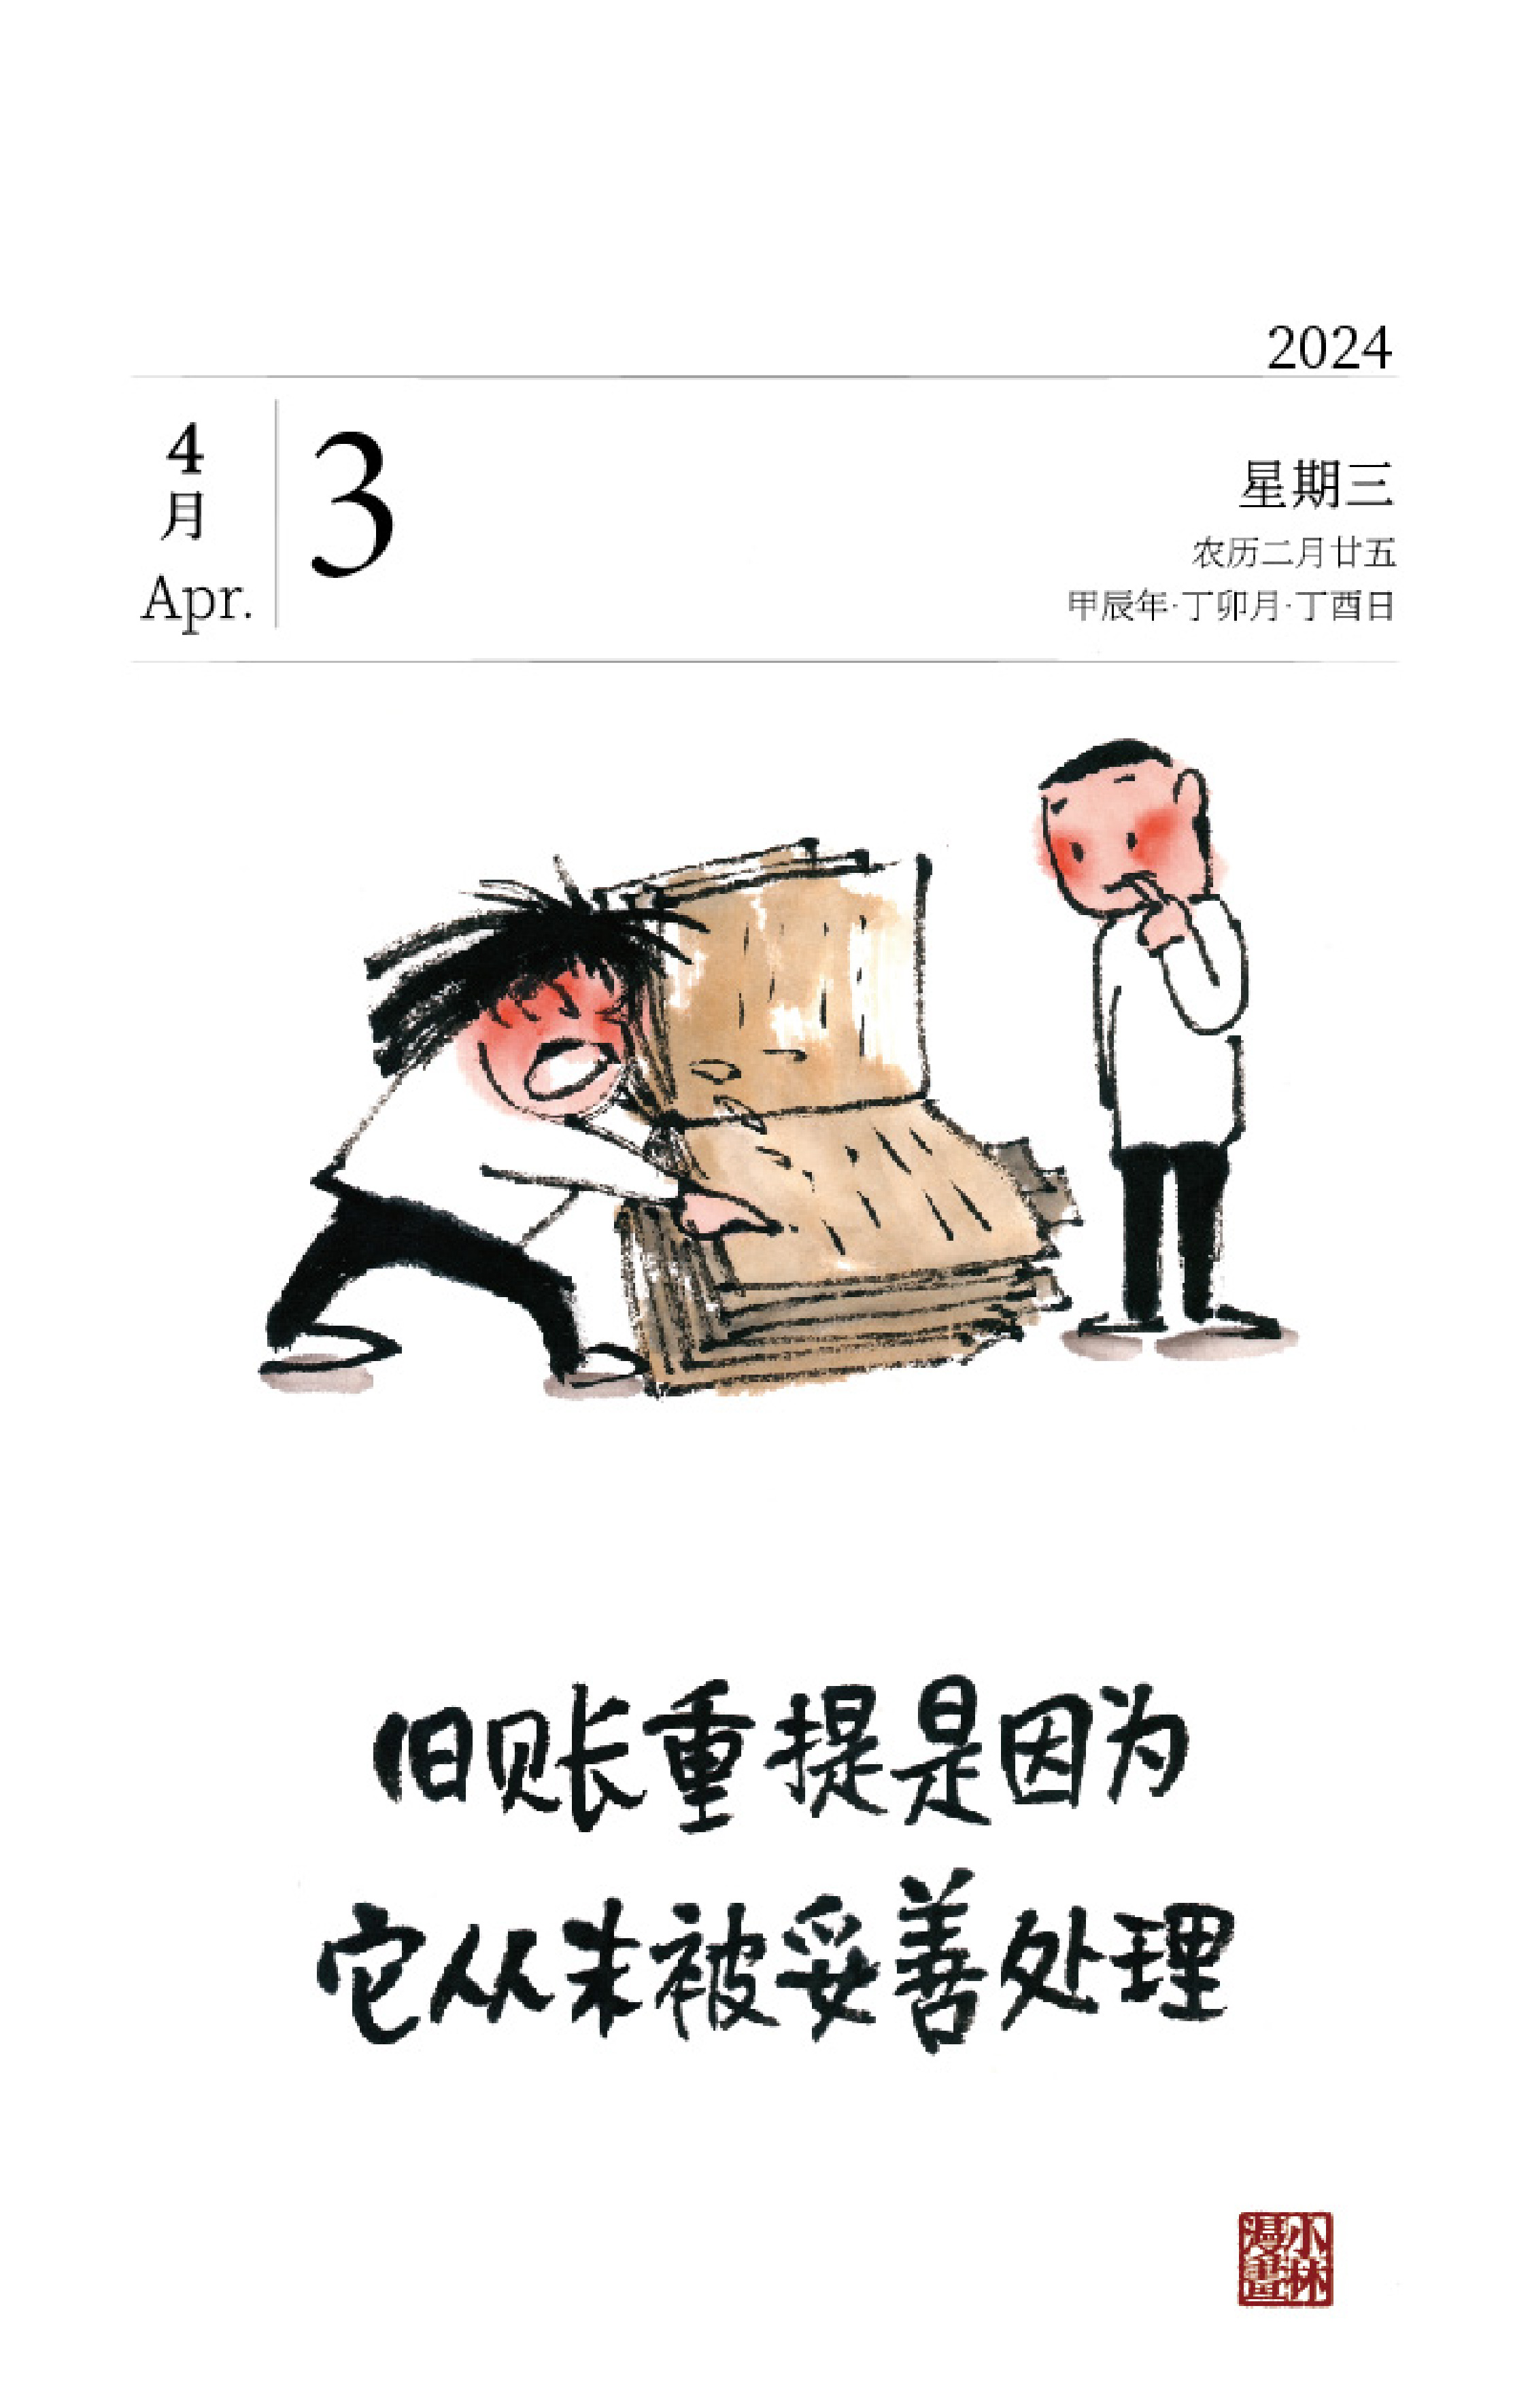 2024
4
月
Apr.
3
星期三
农历二月廿五
甲辰年·丁卯月·丁酉日
旧账重提是因为
它从未被妥善处理
小林
漫畫